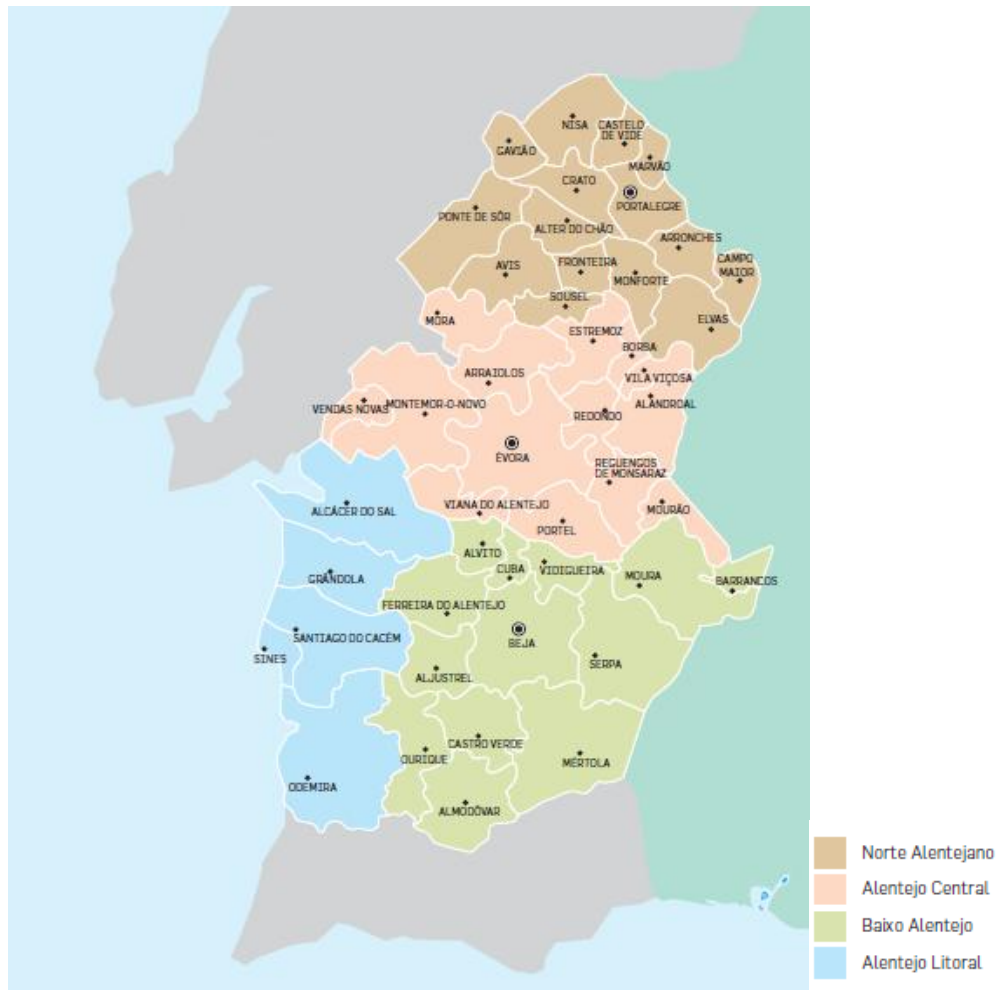 NISA
CASTELO
DE VIDE
GAVIÃO
MARVÃO
CRATO
PORTALEGRE
PONTE DE SÔR
ALTER DO CHÃO
ARRONCHES
CAMPO
MAIOR
AVIS
FRONTEIRA
MONFORTE
SOUSEL
ELVAS
MORA
ESTREMOZ
BORBA
ARRAIOLOS
VILA VIÇOSA
VENDAS NOVAS
MONTEMOR-O-NOVO
REDONDO
ALANDROAL
ÉVORA
REGUENGOS
DE MONSARAZ
ALCÁCER DO SAL
VIANA DO ALENTEJO
MOURÃO
PORTEL
ALVITO
CUBA
VIDIGUEIRA
MOURA
BARRANCOS
GRÂNDOLA
FERREIRA DO ALENTEJO
SANTIAGO DO CACÉM
BEJA
SINES
SERPA
ALJUSTREL
CASTRO VERDE
OURIQUE
MÉRTOLA
ODEMIRA
ALMODÔVAR
Norte Alentejano
Alentejo Central
Baixo Alentejo
Alentejo Litoral